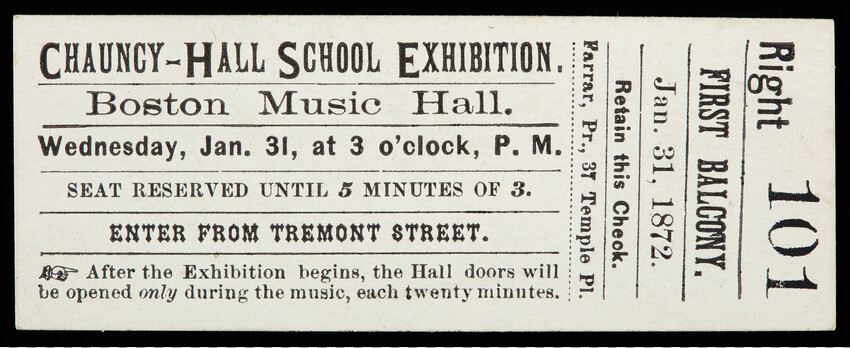 CHAUNCY-HALL SCHOOL EXHIBITION.
Boston Music Hall.
Wednesday, Jan. 31, at 3 o'clock, P. M.
SEAT RESERVED UNTIL 5 MINUTES OF 3.
ENTER FROM TREMONT STREET.
☞ After the Exhibition begins, the Hall doors will
be opened only during the music, each twenty minutes.
Farrar, Pr., 37 Temple Pl.
Retain this Check.
Jan. 31, 1872.
FIRST BALCONY.
Right 101